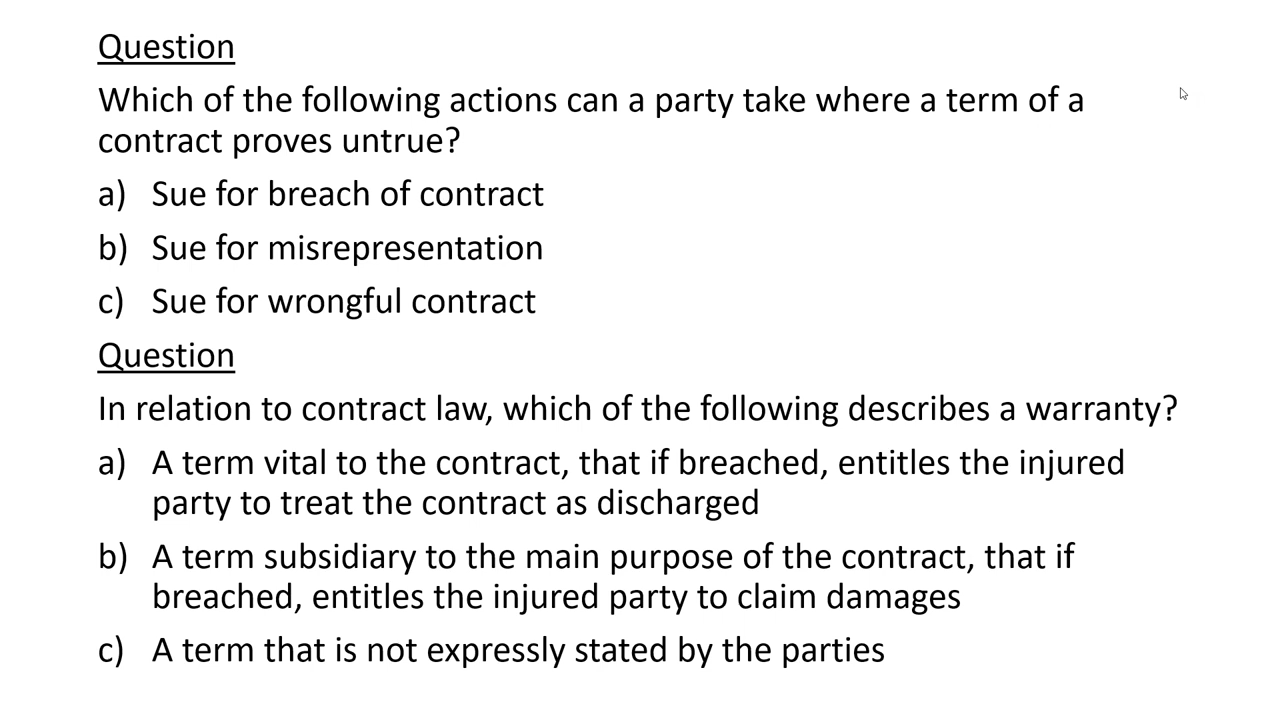 Question
Which of the following actions can a party take where a term of a
contract proves untrue?
a) Sue for breach of contract
b) Sue for misrepresentation
c) Sue for wrongful contract
Question
In relation to contract law, which of the following describes a warranty?
a) A term vital to the contract, that if breached, entitles the injured
party to treat the contract as discharged
b) A term subsidiary to the main purpose of the contract, that if
breached, entitles the injured party to claim damages
c) A term that is not expressly stated by the parties